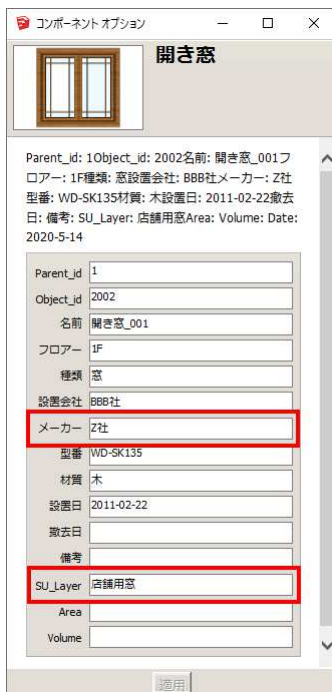 コンポーネント オプション
開き窓
Parent_id: 1Object_id: 2002名前: 開き窓_001フ
ロアー: 1F種類: 窓設置会社: BBB社メーカー: Z社
型番: WD-SK135材質: 木設置日: 2011-02-22撤去
日: 備考: SU_Layer: 店舗用窓Area: Volume: Date:
2020-5-14
Parent_id 1
Object_id 2002
名前 開き窓_001
フロアー 1F
種類 窓
設置会社 BBB社
メーカー Z社
型番 WD-SK135
材質 木
設置日 2011-02-22
撤去日
備考
SU_Layer 店舗用窓
Area
Volume
適用